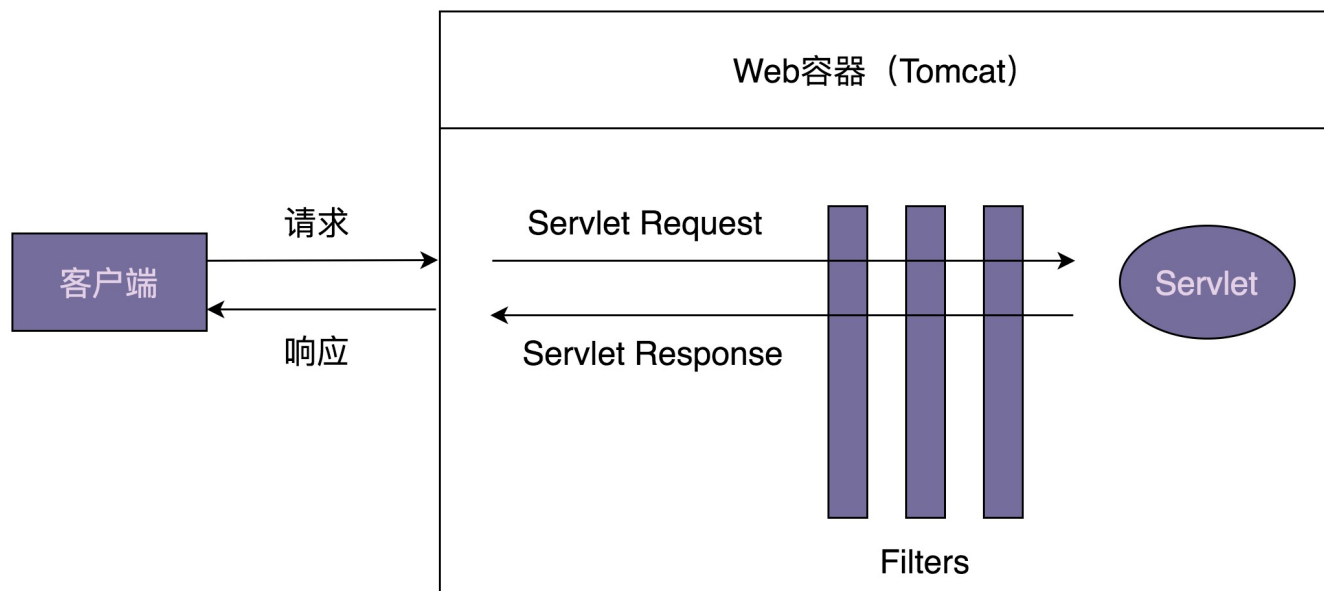 Web容器（Tomcat）
请求
Servlet Request
客户端
Servlet
响应
Servlet Response
Filters